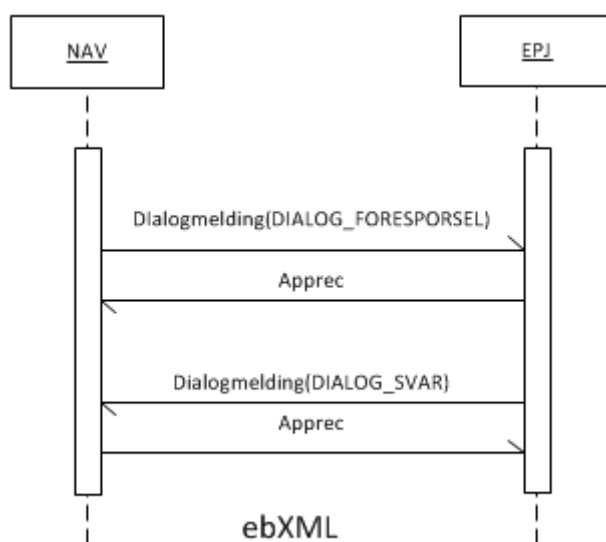 NAV
EPJ
DIalogmelding(DIALOG_FORESPORSEL)
Apprec
Dialogmelding(DIALOG_SVAR)
Apprec
ebXML